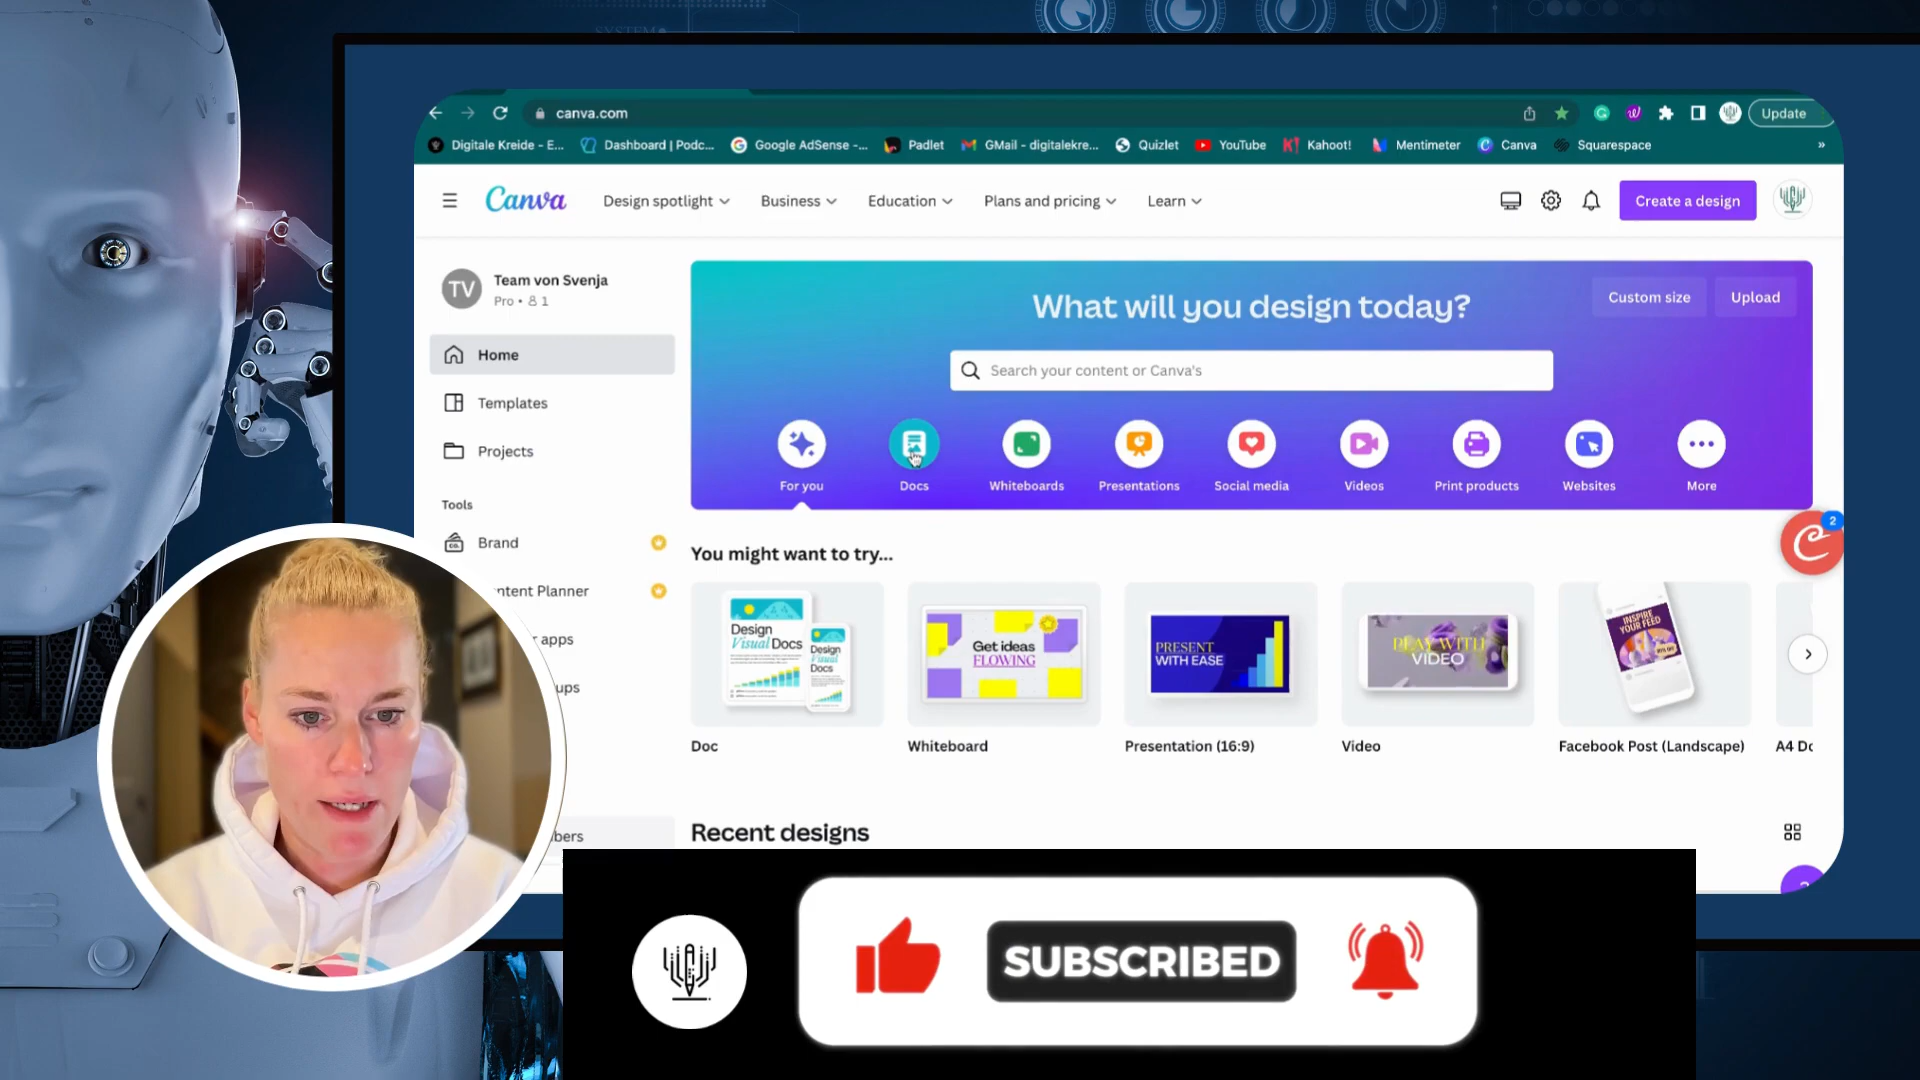 SYSTEM
canva.com
Update
Digitale Kreide - E...
Dashboard | Podc...
Google AdSense -...
Padlet
GMail - digitalekre...
Quizlet
YouTube
Kahoot!
Mentimeter
Canva
Squarespace
»
Canva
Design spotlight
Business
Education
Plans and pricing
Learn
Create a design
TV
Team von Svenja
Pro • 1
Home
Templates
Projects
Tools
Brand
ntent Planner
r apps
ups
bers
What will you design today?
Custom size
Upload
Search your content or Canva's
For you
Docs
Whiteboards
Presentations
Social media
Videos
Print products
Websites
More
2
You might want to try...
Design
Visual Docs
Design
Visual
Docs
Get ideas
FLOWING
PRESENT
WITH EASE
PLAY WITH
VIDEO
INSPIRE
YOUR FEED
Doc
Whiteboard
Presentation (16:9)
Video
Facebook Post (Landscape)
A4 Dc
Recent designs
SUBSCRIBED